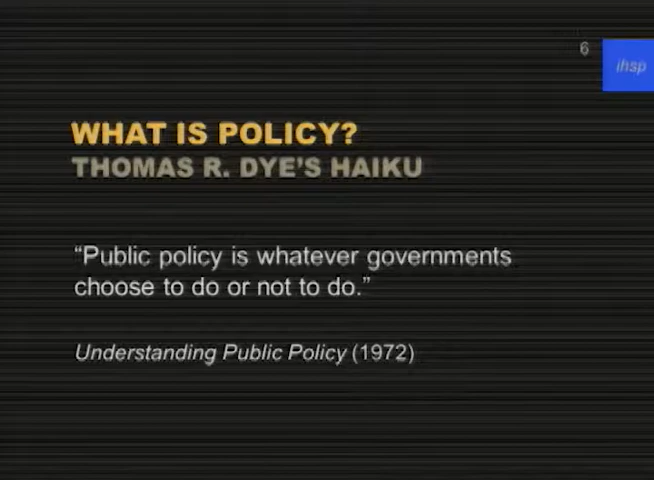 6
ihsp
WHAT IS POLICY?
THOMAS R. DYE’S HAIKU
“Public policy is whatever governments
choose to do or not to do.”
Understanding Public Policy (1972)